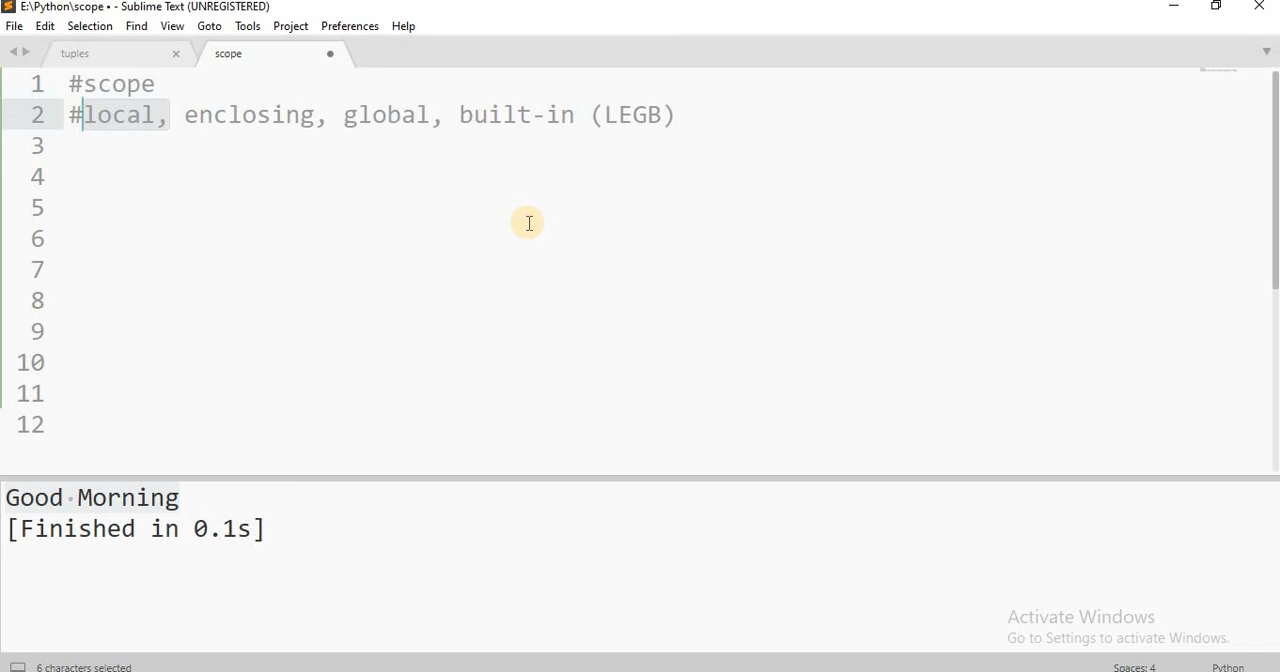 E:\Python\scope • - Sublime Text (UNREGISTERED)
File Edit Selection Find View Goto Tools Project Preferences Help
tuples scope
1 #scope
2 #local, enclosing, global, built-in (LEGB)
3
4
5
6
7
8
9
10
11
12
Good·Morning
[Finished in 0.1s]
Activate Windows
Go to Settings to activate Windows.
6 characters selected Spaces: 4 Python